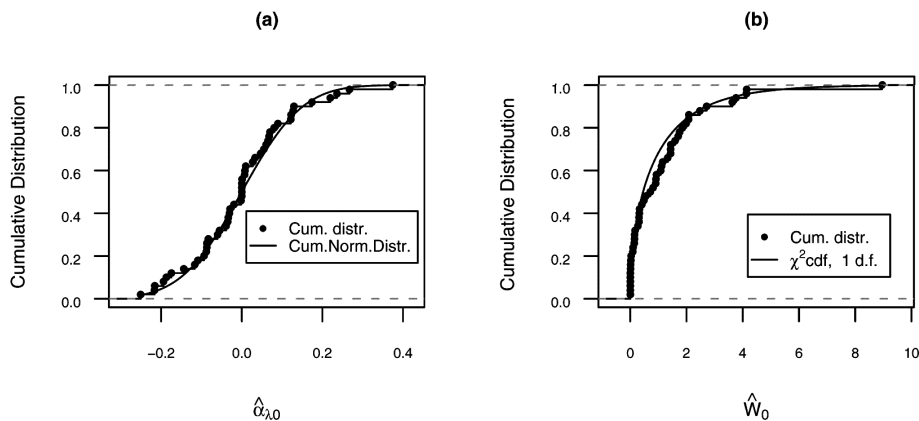 (a)
Cumulative Distribution
1.0
0.8
0.6
0.4
0.2
0.0
Cum. distr.
Cum.Norm.Distr.
−0.2 0.0 0.2 0.4
α̂λ0
(b)
Cumulative Distribution
1.0
0.8
0.6
0.4
0.2
0.0
Cum. distr.
χ²cdf, 1 d.f.
0 2 4 6 8 10
Ŵ0